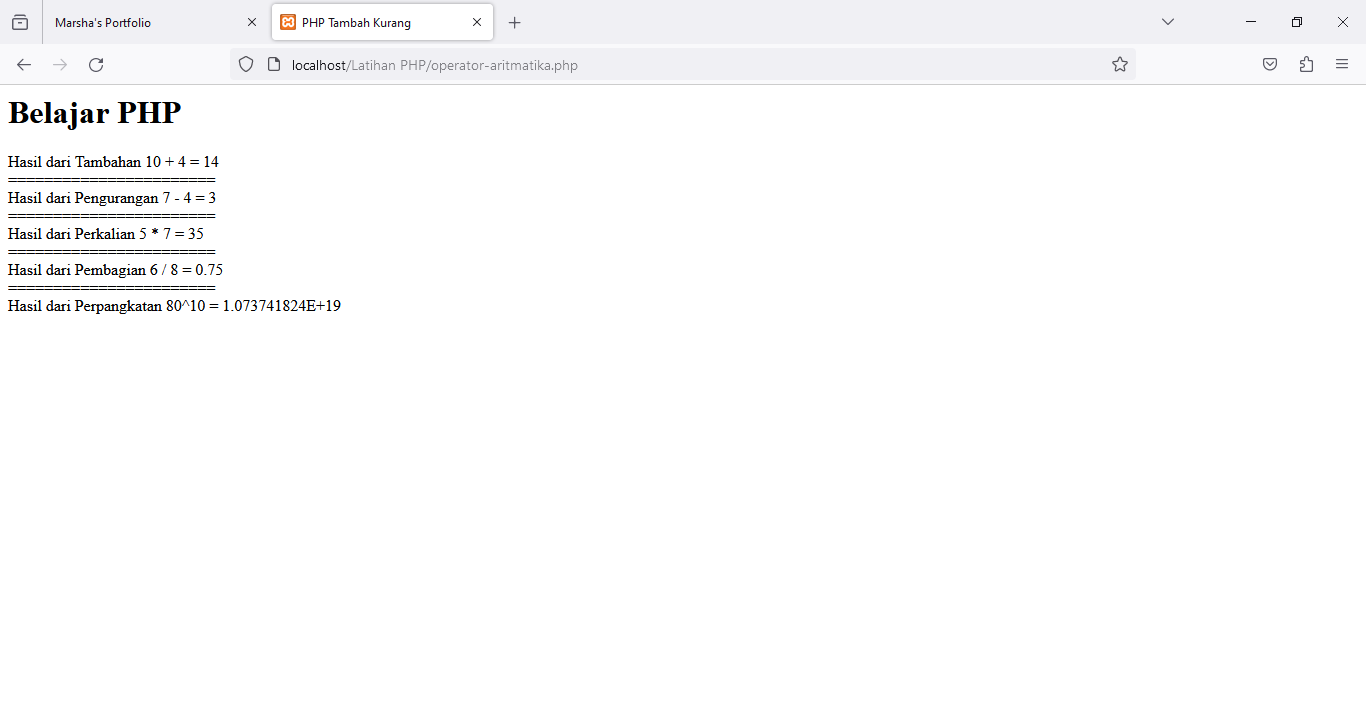 Marsha's Portfolio
PHP Tambah Kurang
localhost/Latihan PHP/operator-aritmatika.php
Belajar PHP
Hasil dari Tambahan 10 + 4 = 14
=======================
Hasil dari Pengurangan 7 - 4 = 3
=======================
Hasil dari Perkalian 5 * 7 = 35
=======================
Hasil dari Pembagian 6 / 8 = 0.75
=======================
Hasil dari Perpangkatan 80^10 = 1.073741824E+19